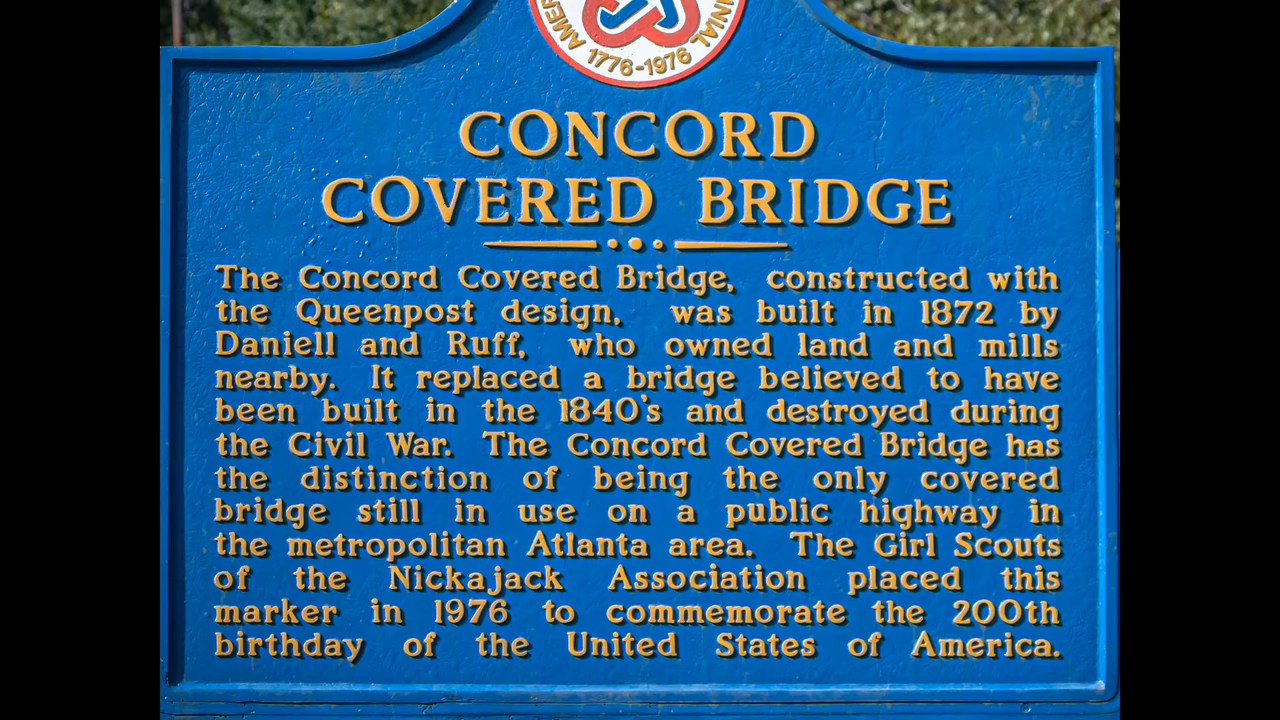 AMER
NNIAL
1776-1976
CONCORD
COVERED BRIDGE
The Concord Covered Bridge, constructed with
the Queenpost design, was built in 1872 by
Daniell and Ruff, who owned land and mills
nearby. It replaced a bridge believed to have
been built in the 1840's and destroyed during
the Civil War. The Concord Covered Bridge has
the distinction of being the only covered
bridge still in use on a public highway in
the metropolitan Atlanta area. The Girl Scouts
of the Nickajack Association placed this
marker in 1976 to commemorate the 200th
birthday of the United States of America.